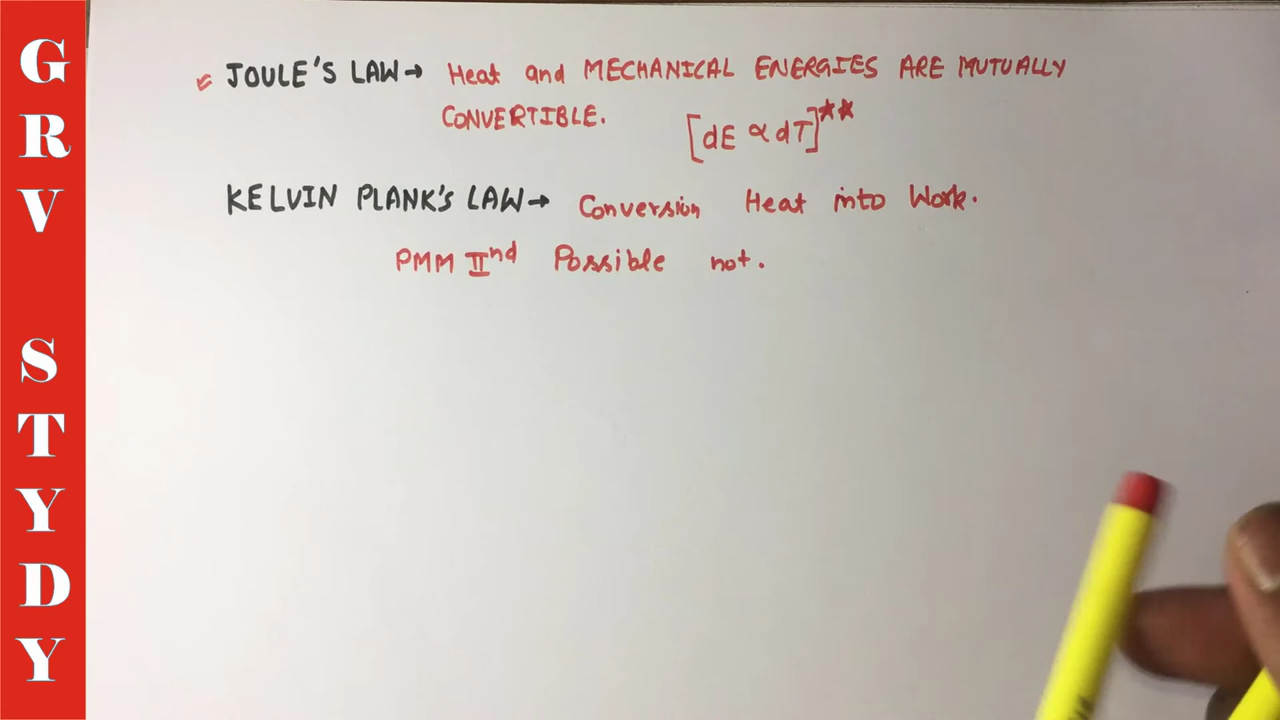 GRV STYDY
JOULE'S LAW→ Heat and MECHANICAL ENERGIES ARE MUTUALLY
CONVERTIBLE. [dE ∝ dT]**
KELVIN PLANK'S LAW→ Conversion Heat into Work.
PMM IInd Possible not.